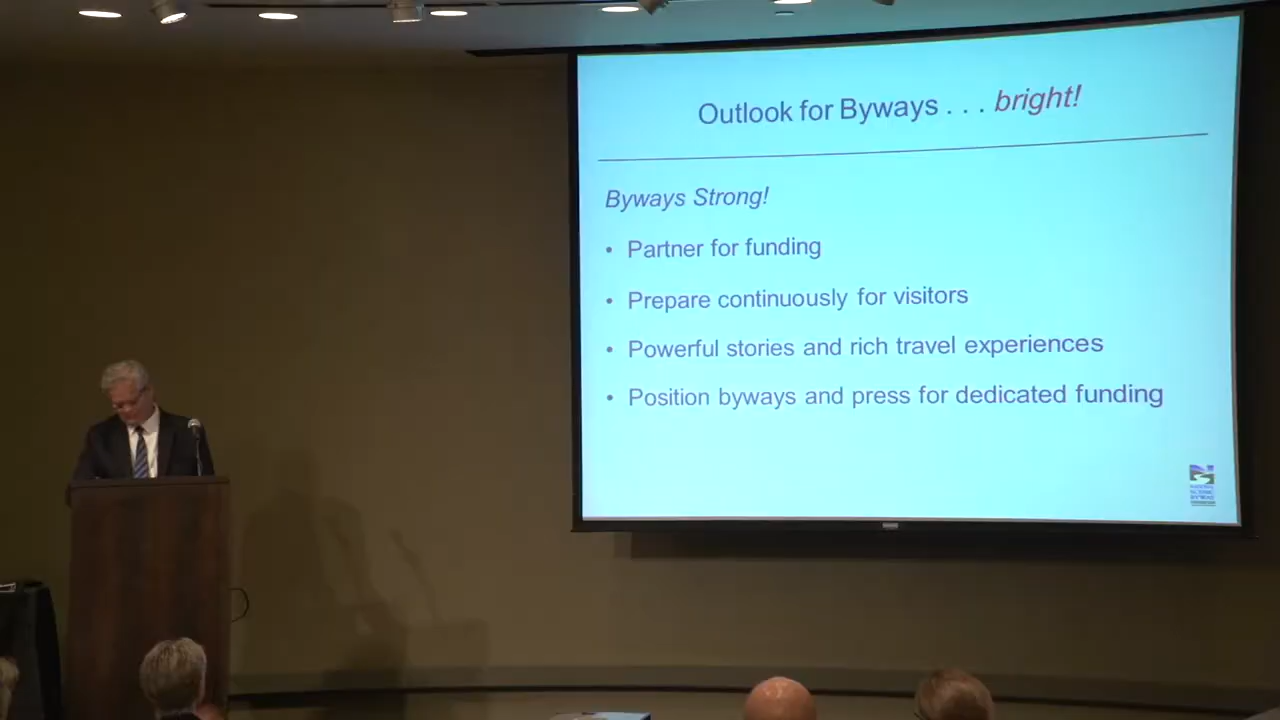 Outlook for Byways . . . bright!
Byways Strong!
• Partner for funding
• Prepare continuously for visitors
• Powerful stories and rich travel experiences
• Position byways and press for dedicated funding